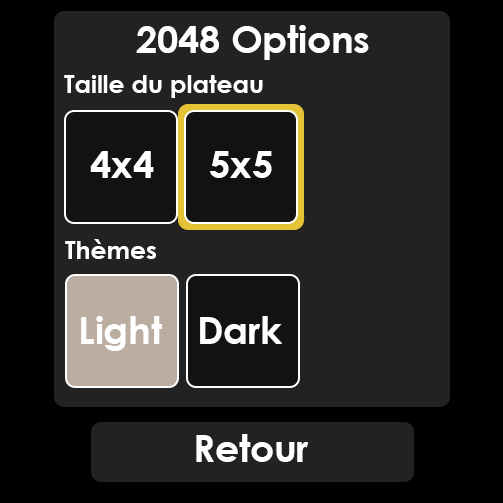 2048 Options
Taille du plateau
4x4 5x5
Thèmes
Light Dark
Retour